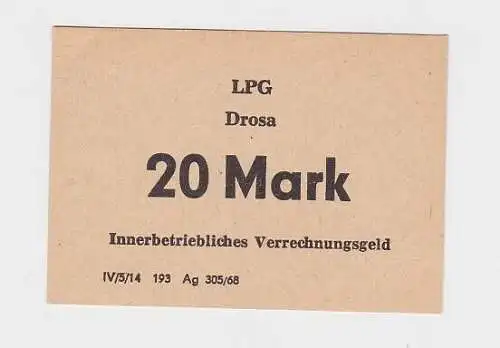 LPG
Drosa
20 Mark
Innerbetriebliches Verrechnungsgeld
IV/5/14 193 Ag 305/68